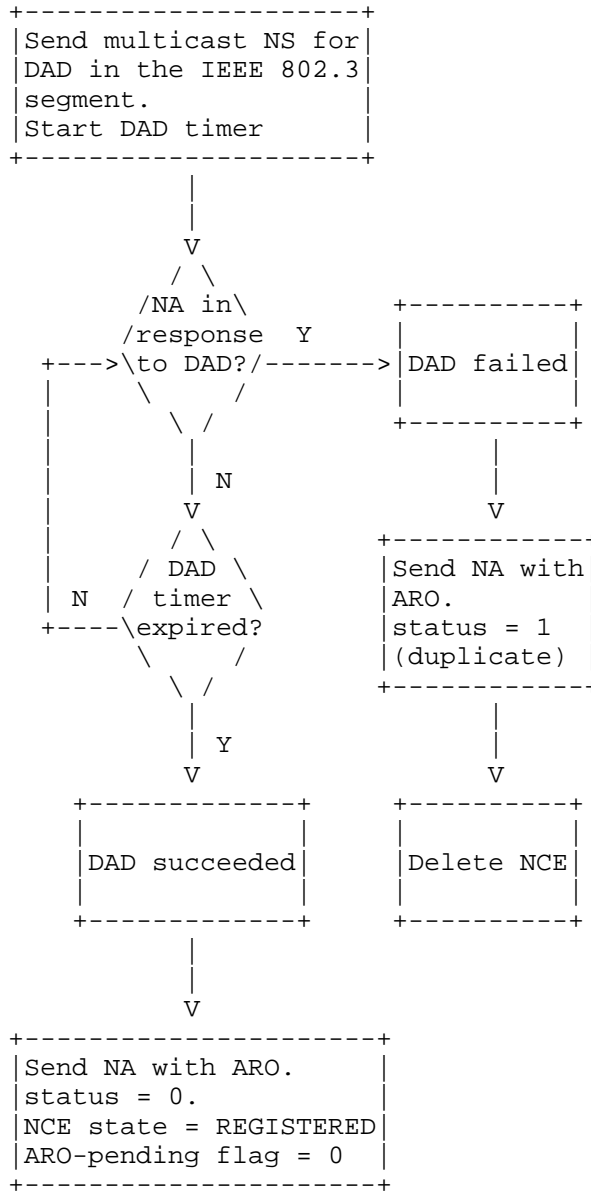 Send multicast NS for
DAD in the IEEE 802.3
segment.
Start DAD timer
V
NA in
response Y
to DAD? DAD failed
N
V V
DAD Send NA with
N timer ARO.
expired? status = 1
(duplicate)
Y
V V
DAD succeeded Delete NCE
V
Send NA with ARO.
status = 0.
NCE state = REGISTERED
ARO-pending flag = 0